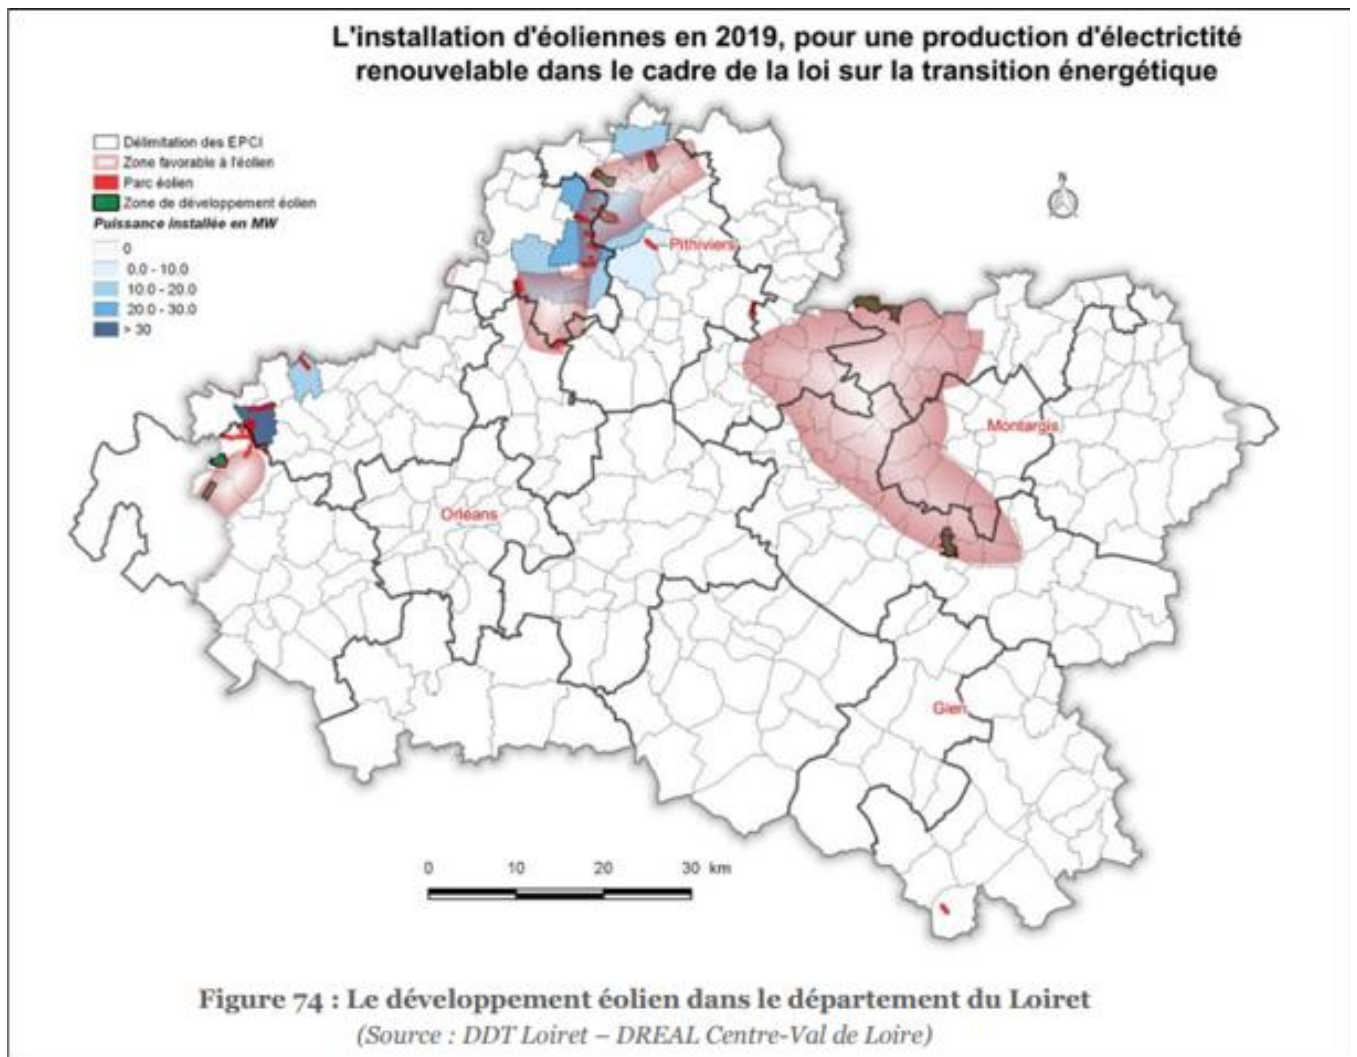 L'installation d'éoliennes en 2019, pour une production d'électrictité
renouvelable dans le cadre de la loi sur la transition énergétique
Délimitation des EPCI
Zone favorable à l'éolien
Parc éolien
Zone de développement éolien
Puissance installée en MW
0
0.0 - 10.0
10.0 - 20.0
20.0 - 30.0
> 30
N
Pithiviers
Montargis
Orléans
Gien
0 10 20 30 km
Figure 74 : Le développement éolien dans le département du Loiret
(Source : DDT Loiret – DREAL Centre-Val de Loire)